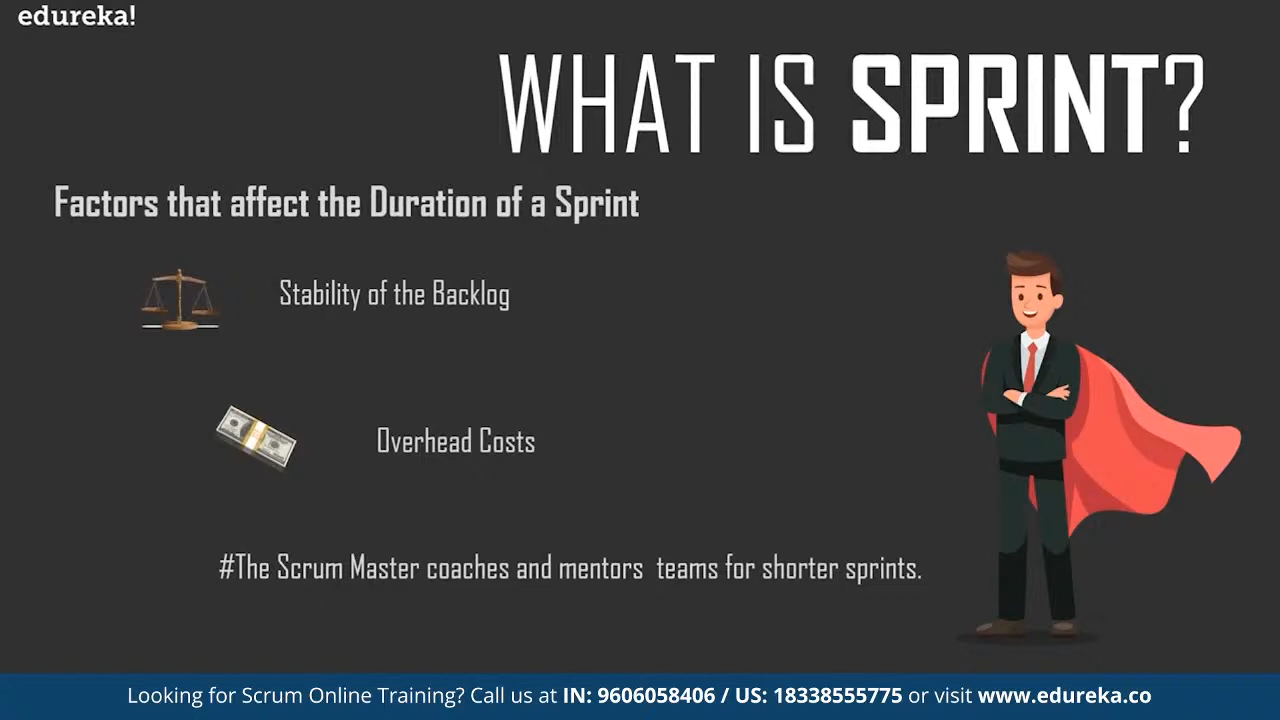 edureka!
WHAT IS SPRINT?
Factors that affect the Duration of a Sprint
Stability of the Backlog
Overhead Costs
#The Scrum Master coaches and mentors teams for shorter sprints.
Looking for Scrum Online Training? Call us at IN: 9606058406 / US: 18338555775 or visit www.edureka.co